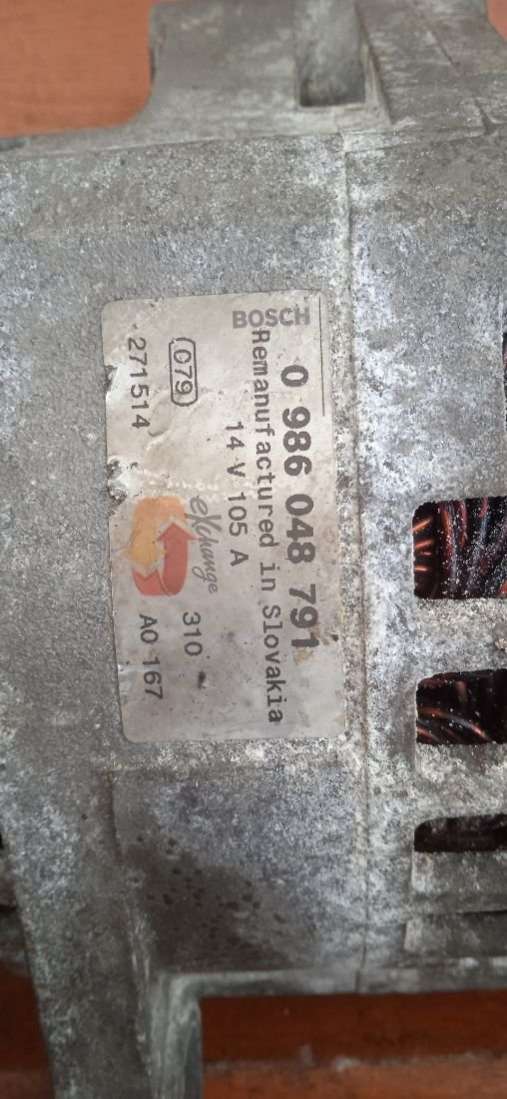 BOSCH
0 986 048 791
Remanufactured in Slovakia
14 V 105 A
eXchange
079
310
271514
A0 167